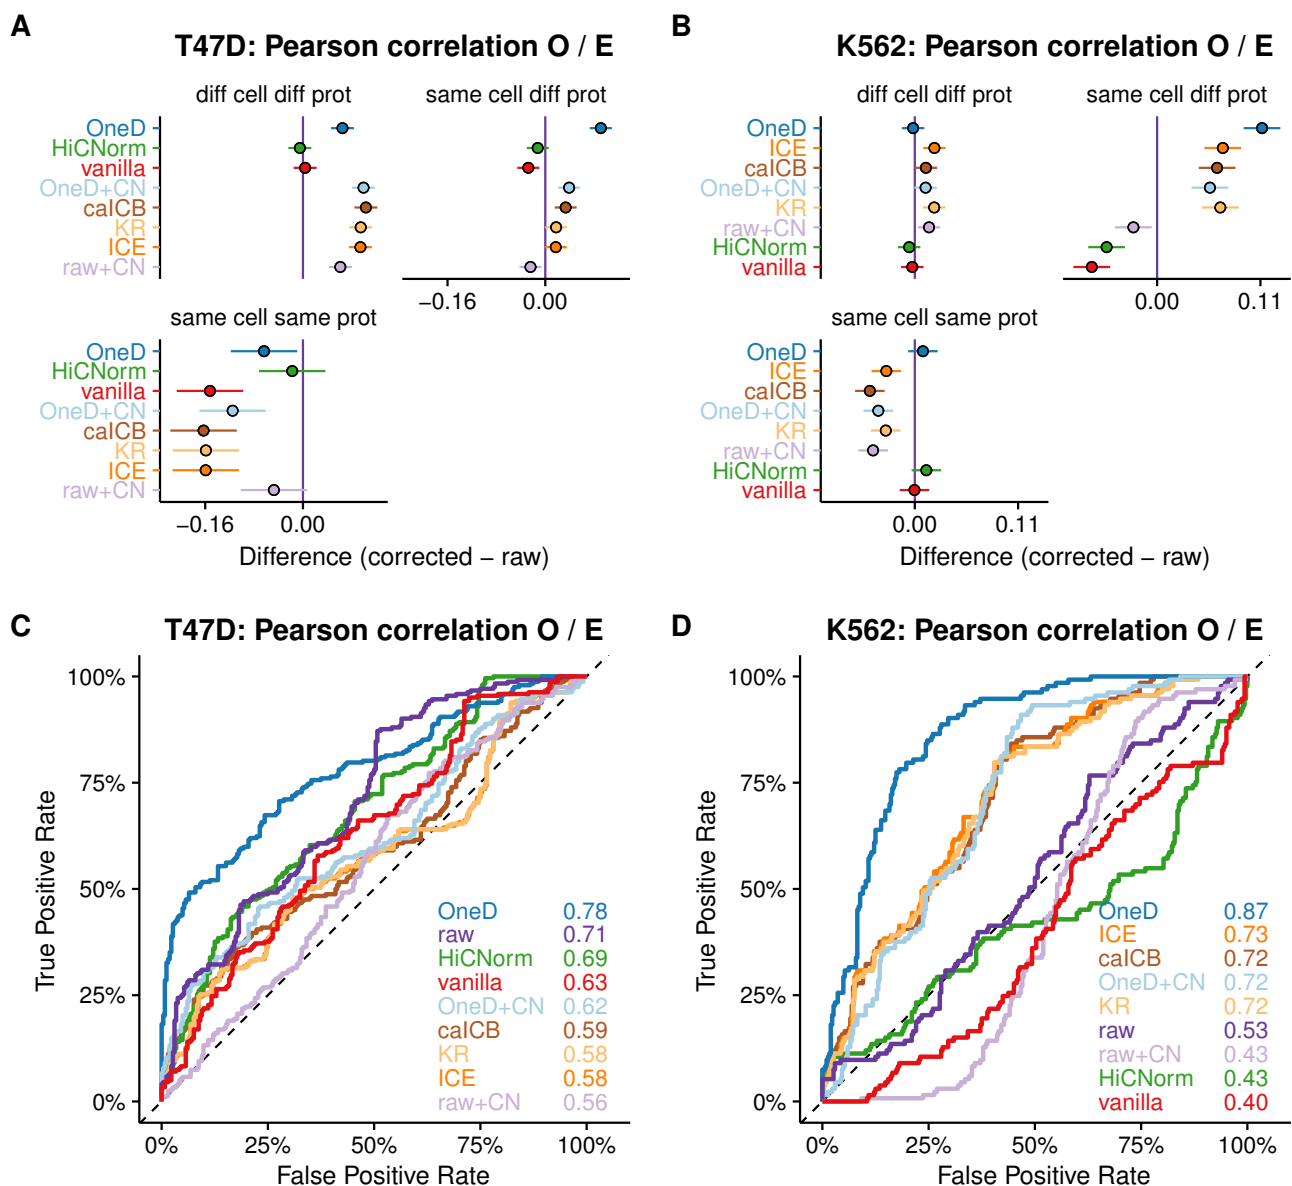 A
T47D: Pearson correlation O / E
diff cell diff prot
same cell diff prot
OneD
HiCNorm
vanilla
OneD+CN
caICB
KR
ICE
raw+CN
−0.16 0.00
same cell same prot
OneD
HiCNorm
vanilla
OneD+CN
caICB
KR
ICE
raw+CN
−0.16 0.00
Difference (corrected − raw)
B
K562: Pearson correlation O / E
diff cell diff prot
same cell diff prot
OneD
ICE
caICB
OneD+CN
KR
raw+CN
HiCNorm
vanilla
0.00 0.11
same cell same prot
OneD
ICE
caICB
OneD+CN
KR
raw+CN
HiCNorm
vanilla
0.00 0.11
Difference (corrected − raw)
C
T47D: Pearson correlation O / E
True Positive Rate
100%
75%
50%
25%
0%
OneD 0.78
raw 0.71
HiCNorm 0.69
vanilla 0.63
OneD+CN 0.62
caICB 0.59
KR 0.58
ICE 0.58
raw+CN 0.56
0% 25% 50% 75% 100%
False Positive Rate
D
K562: Pearson correlation O / E
True Positive Rate
100%
75%
50%
25%
0%
OneD 0.87
ICE 0.73
caICB 0.72
OneD+CN 0.72
KR 0.72
raw 0.53
raw+CN 0.43
HiCNorm 0.43
vanilla 0.40
0% 25% 50% 75% 100%
False Positive Rate